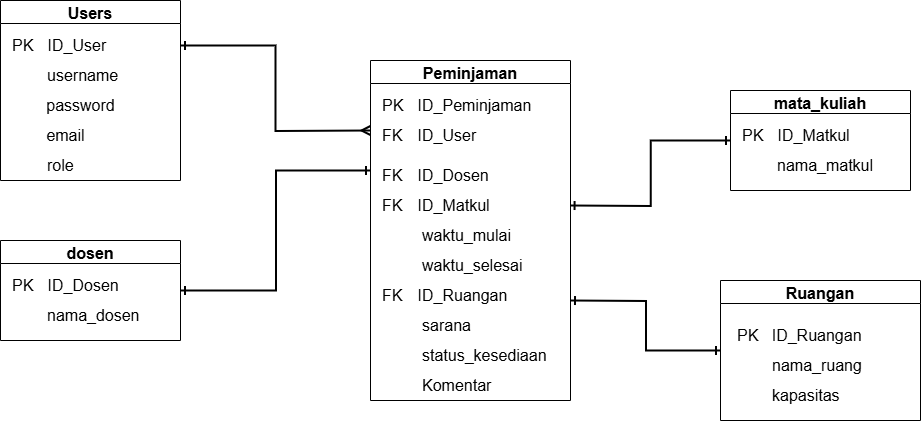 Users
PK ID_User
username
password
email
role
dosen
PK ID_Dosen
nama_dosen
Peminjaman
PK ID_Peminjaman
FK ID_User
FK ID_Dosen
FK ID_Matkul
waktu_mulai
waktu_selesai
FK ID_Ruangan
sarana
status_kesediaan
Komentar
mata_kuliah
PK ID_Matkul
nama_matkul
Ruangan
PK ID_Ruangan
nama_ruang
kapasitas